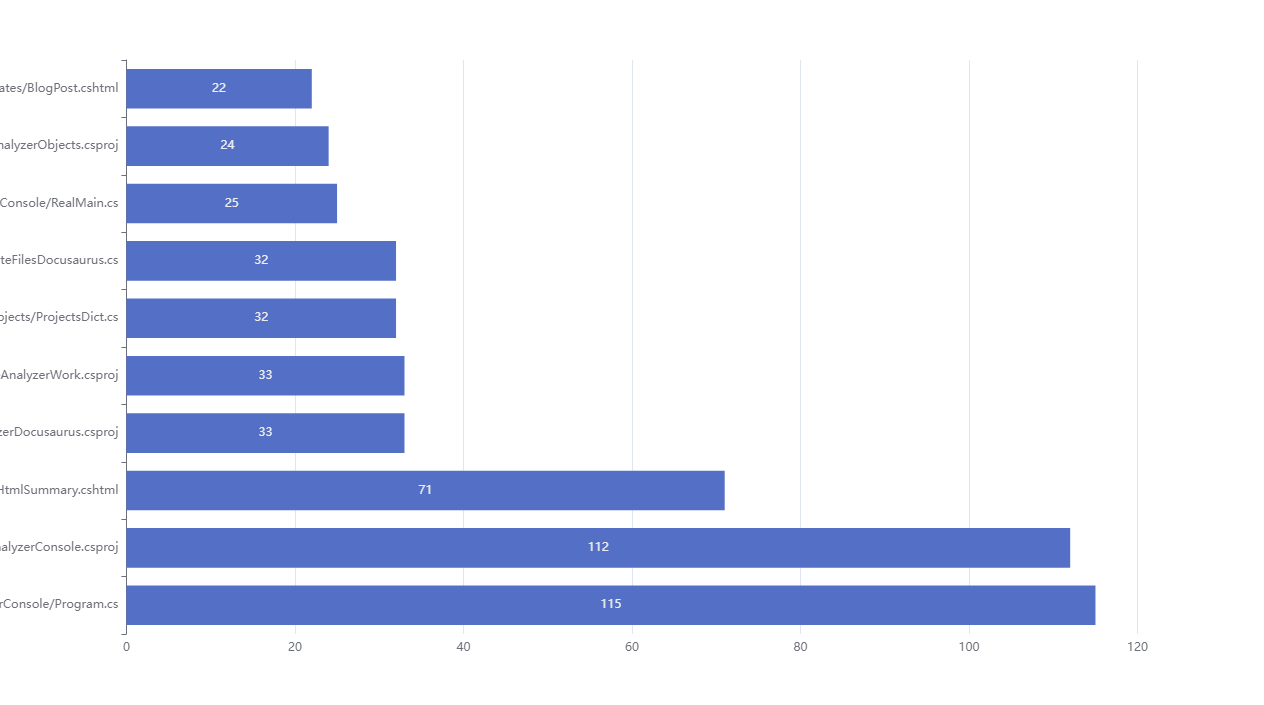 ates/BlogPost.cshtml 22
nalyzerObjects.csproj 24
Console/RealMain.cs 25
teFilesDocusaurus.cs 32
ojects/ProjectsDict.cs 32
AnalyzerWork.csproj 33
zerDocusaurus.csproj 33
HtmlSummary.cshtml 71
alyzerConsole.csproj 112
rConsole/Program.cs 115
0 20 40 60 80 100 120